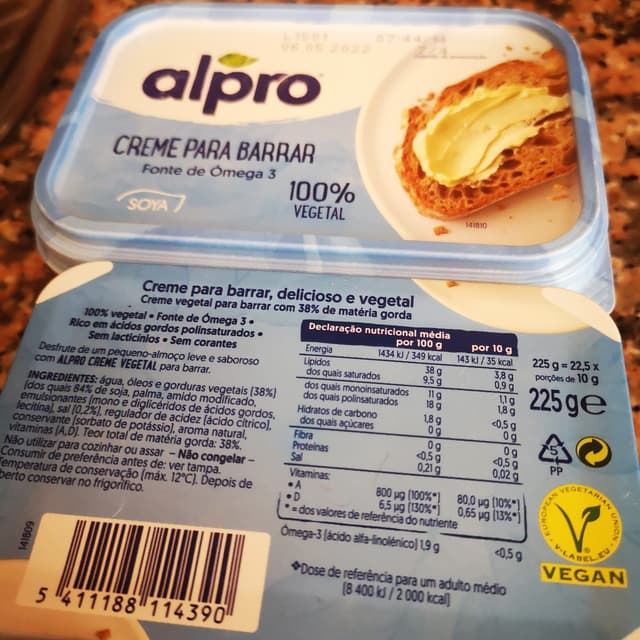 L1501 07:44 
06.05.2022
alpro
CREME PARA BARRAR
Fonte de Ómega 3
SOYA
100%
VEGETAL
141810
Creme para barrar, delicioso e vegetal
Creme vegetal para barrar com 38% de matéria gorda
100% vegetal • Fonte de Ómega 3 •
Rico em ácidos gordos polinsaturados •
Sem lacticínios • Sem corantes
Desfrute de um pequeno-almoço leve e saboroso
com ALPRO CREME VEGETAL para barrar.
INGREDIENTES: água, óleos e gorduras vegetais (38%)
(dos quais 84% de soja, palma, amido modificado,
emulsionantes (mono e diglicéridos de ácidos gordos,
lecitina), sal (0,2%), regulador de acidez (ácido cítrico),
conservante (sorbato de potássio), aroma natural,
vitaminas (A,D). Teor total de matéria gorda: 38%.
Não utilizar para cozinhar ou assar – Não congelar –
Consumir de preferência antes de: ver tampa.
Temperatura de conservação (máx. 12°C). Depois de
berto conservar no frigorífico.
Declaração nutricional média
por 100 g por 10 g
Energia 1434 kJ / 349 kcal 143 kJ / 35 kcal
Lípidos 38 g 3,8 g
dos quais saturados 9,5 g 0,9 g
dos quais monoinsaturados 11 g 1,1 g
dos quais polinsaturados 18 g 1,8 g
Hidratos de carbono 1,8 g <0,5 g
dos quais açúcares 0 g 0 g
Fibra 0 g 0 g
Proteínas <0,5 g <0,5 g
Sal 0,21 g 0,02 g
Vitaminas:
• A 800 µg (100%*) 80,0 µg (10%*)
• D 6,5 µg (130%*) 0,65 µg (13%*)
* = dos valores de referência do nutriente
Ómega-3 (ácido alfa-linolénico) 1,9 g <0,5 g
❖Dose de referência para um adulto médio
(8 400 kJ / 2 000 kcal)
225 g = 22,5 x
porções de 10 g
225 g e
5
PP
EUROPEAN VEGETARIAN UNION
V-LABEL.EU
VEGAN
141809
5 411188 114390